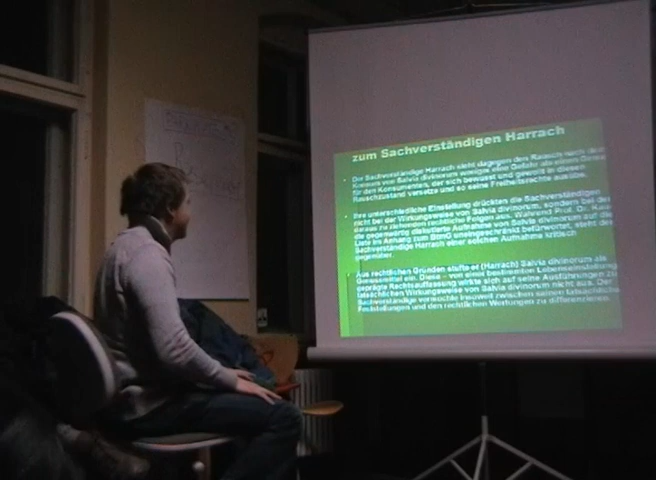 zum Sachverständigen Harrach
Der Sachverständige Harrach sieht dagegen den Rausch nach dem
Konsum von Salvia divinorum weniger eine Gefahr als einen Genuss
für den Konsumenten, der sich bewusst und gewollt in diesen
Rauschzustand versetze und so seine Freiheitsrechte ausübe.
Ihre unterschiedliche Einstellung drückten die Sachverständigen
nicht bei der Wirkungsweise von Salvia divinorum, sondern bei den
daraus zu ziehenden rechtliche Folgen aus. Während Prof. Dr.
die gegenwärtig diskutierte Aufnahme von Salvia divinorum auf die
Liste im Anhang zum BtmG uneingeschränkt befürwortet, steht der
Sachverständige Harrach einer solchen Aufnahme kritisch
gegenüber.
Aus rechtlichen Gründen stufte er (Harrach) Salvia divinorum als
Genussmittel ein. Diese - von einer bestimmten Lebenseinstellung
geprägte Rechtsauffassung wirkte sich auf seine Ausführungen zur
tatsächlichen Wirkungsweise von Salvia divinorum nicht aus. Der
Sachverständige vermochte insoweit zwischen seinen tatsächlichen
Feststellungen und den rechtlichen Wertungen zu differenzieren.